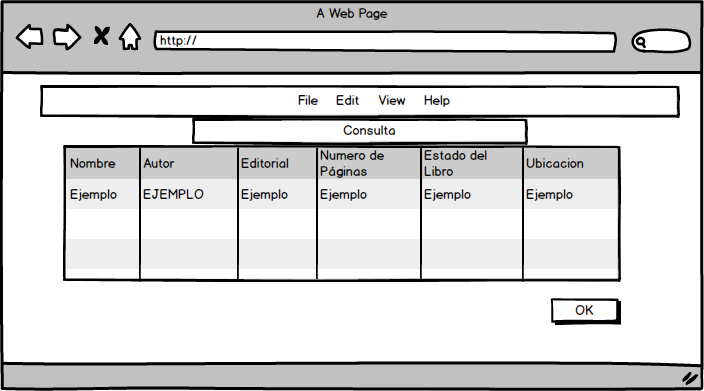 A Web Page
http://
File Edit View Help
Consulta
Nombre Autor Editorial Numero de Páginas Estado del Libro Ubicacion
Ejemplo EJEMPLO Ejemplo Ejemplo Ejemplo Ejemplo
OK